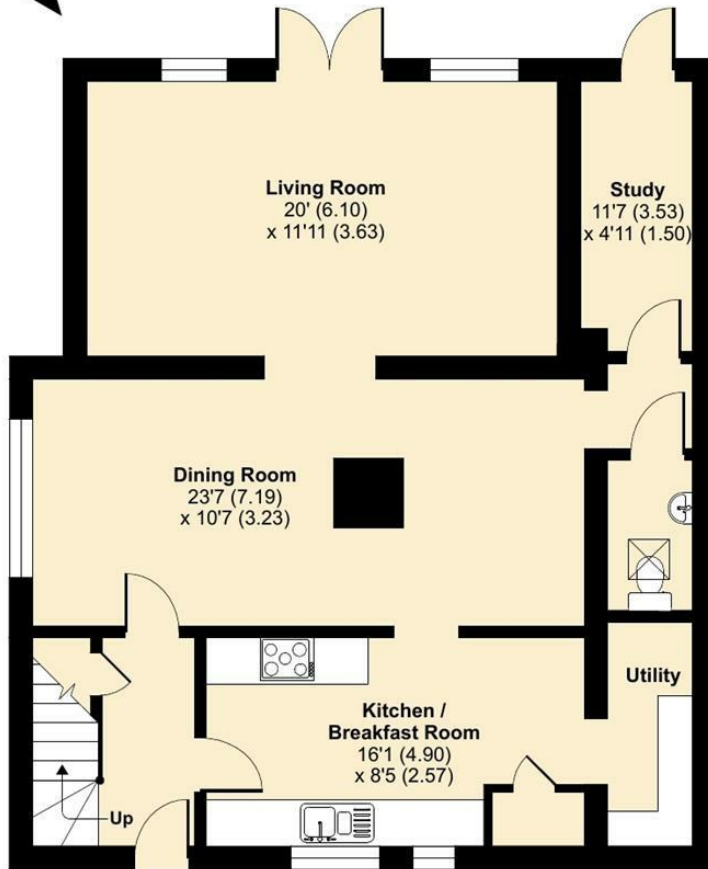 Living Room
20' (6.10)
x 11'11 (3.63)
Study
11'7 (3.53)
x 4'11 (1.50)
Dining Room
23'7 (7.19)
x 10'7 (3.23)
Utility
Kitchen /
Breakfast Room
16'1 (4.90)
x 8'5 (2.57)
Up